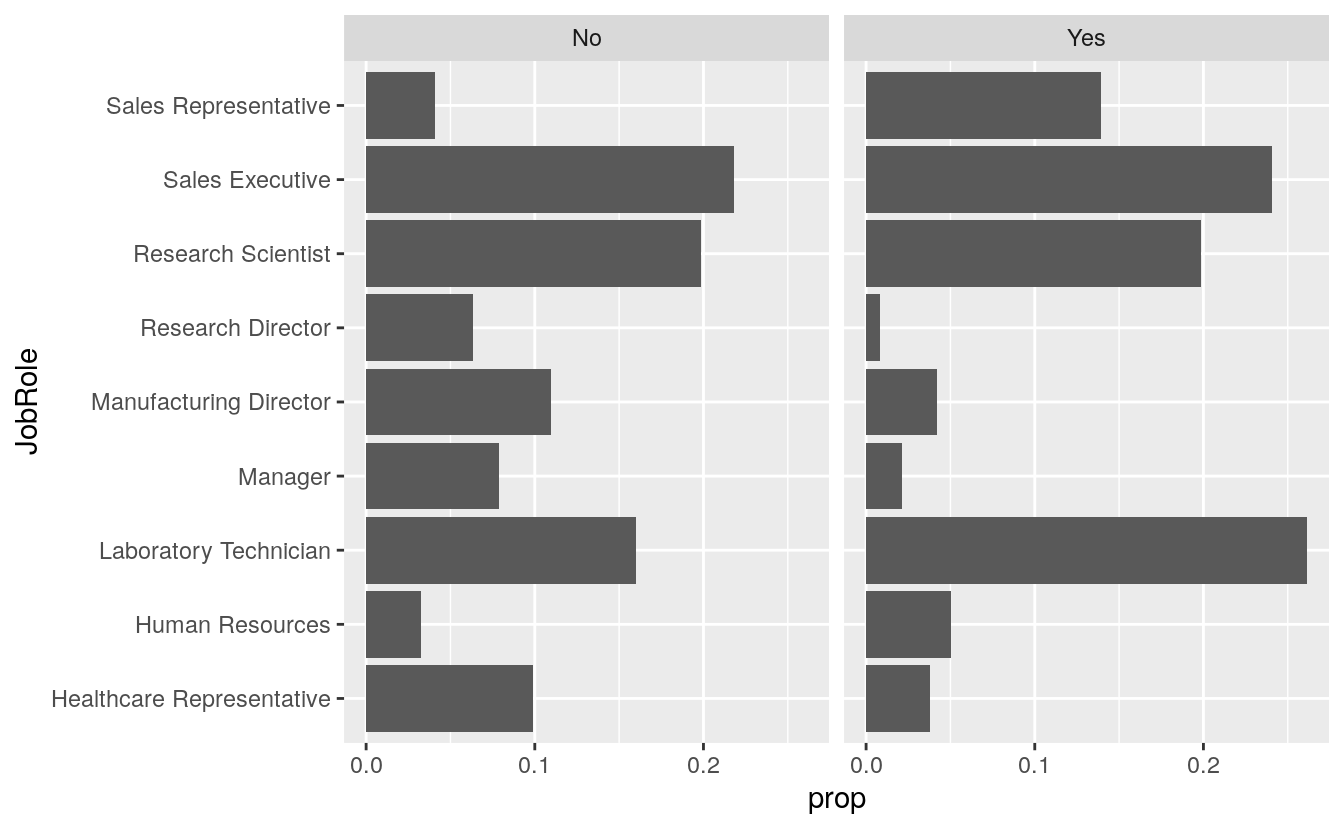 No
Yes
Sales Representative
Sales Executive
Research Scientist
Research Director
Manufacturing Director
Manager
Laboratory Technician
Human Resources
Healthcare Representative
JobRole
0.0 0.1 0.2
0.0 0.1 0.2
prop